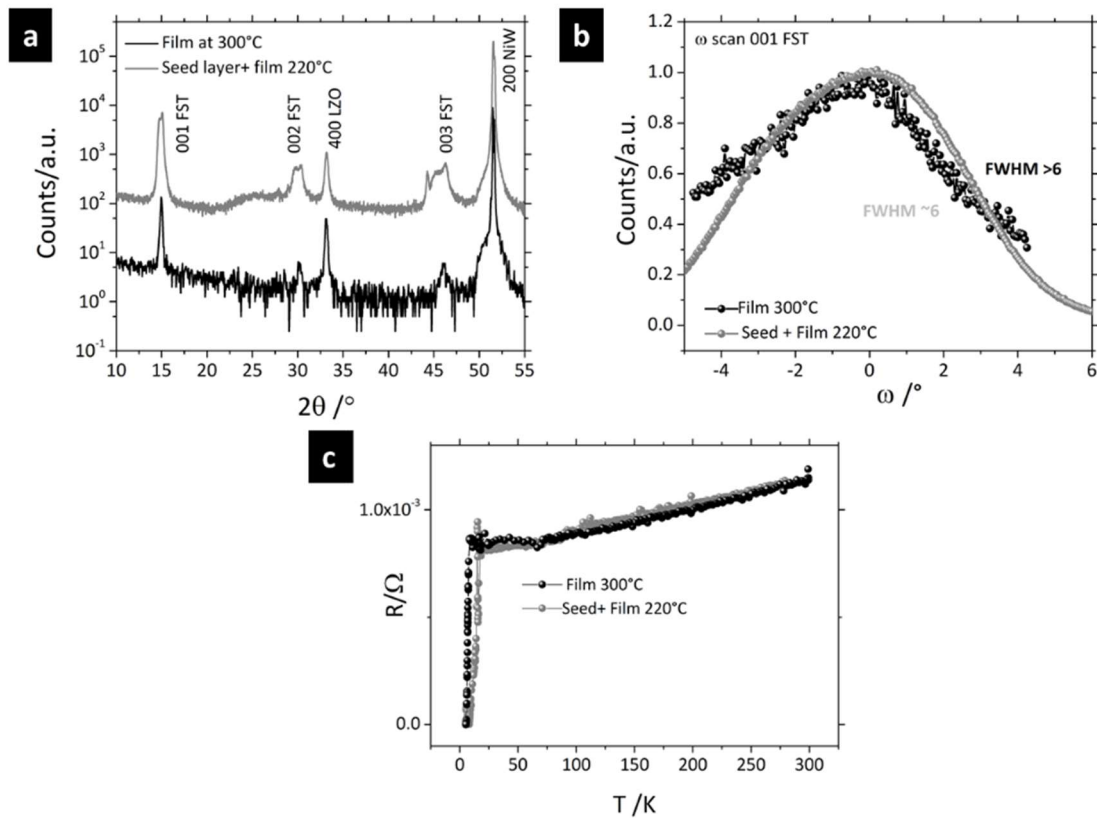 a
Film at 300°C
Seed layer+ film 220°C
001 FST
002 FST
400 LZO
003 FST
200 NiW
Counts/a.u.
10⁵
10⁴
10³
10²
10¹
10⁰
10⁻¹
10 15 20 25 30 35 40 45 50 55
2θ /°
b
ω scan 001 FST
FWHM >6
FWHM ~6
Film 300°C
Seed + Film 220°C
Counts/a.u.
1.2
1.0
0.8
0.6
0.4
0.2
0.0
-4 -2 0 2 4 6
ω /°
c
1.0x10⁻³
0.0
R/Ω
Film 300°C
Seed+ Film 220°C
0 50 100 150 200 250 300
T /K